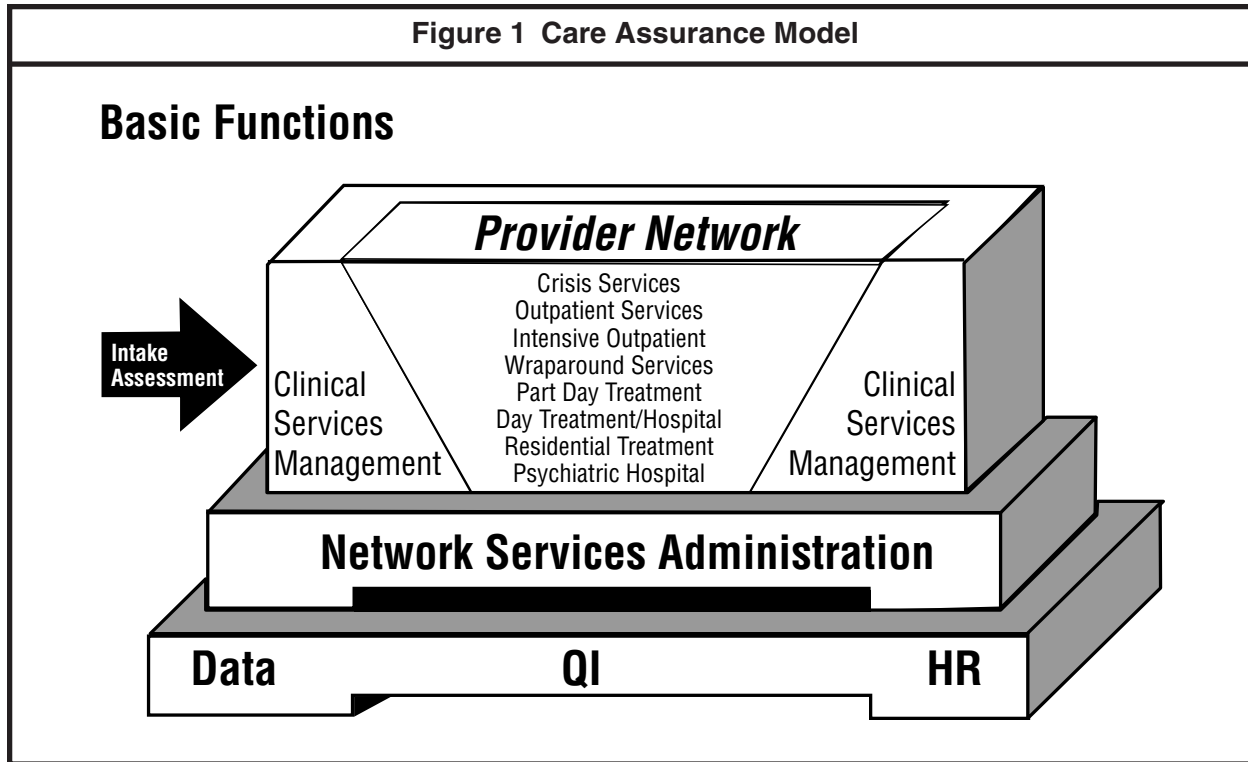 Figure 1 Care Assurance Model
Basic Functions
Provider Network
Crisis Services
Outpatient Services
Intensive Outpatient
Wraparound Services
Part Day Treatment
Day Treatment/Hospital
Residential Treatment
Psychiatric Hospital
Intake
Assessment
Clinical
Services
Management
Clinical
Services
Management
Network Services Administration
Data QI HR